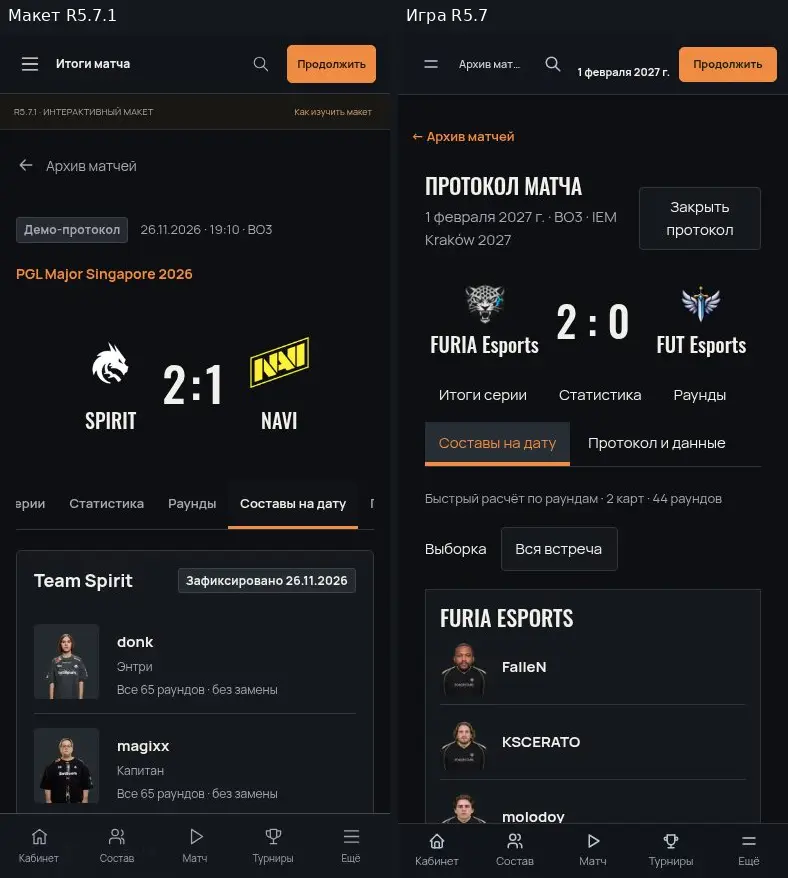 Макет R5.7.1
Итоги матча
Продолжить
R5.7.1 · ИНТЕРАКТИВНЫЙ МАКЕТ
Как изучить макет
← Архив матчей
Демо-протокол
26.11.2026 · 19:10 · BO3
PGL Major Singapore 2026
NAVI
2:1
SPIRIT
NAVI
ерии
Статистика
Раунды
Составы на дату
Team Spirit
Зафиксировано 26.11.2026
donk
Энтри
Все 65 раундов · без замены
magixx
Капитан
Все 65 раундов · без замены
Кабинет
Состав
Матч
Турниры
Ещё
Игра R5.7
Архив мат...
1 февраля 2027 г.
Продолжить
← Архив матчей
ПРОТОКОЛ МАТЧА
1 февраля 2027 г. · BO3 · IEM
Kraków 2027
Закрыть
протокол
2 : 0
FURIA Esports
FUT Esports
Итоги серии
Статистика
Раунды
Составы на дату
Протокол и данные
Быстрый расчёт по раундам · 2 карт · 44 раундов
Выборка
Вся встреча
FURIA ESPORTS
FalleN
KSCERATO
molodoy
Кабинет
Состав
Матч
Турниры
Ещё